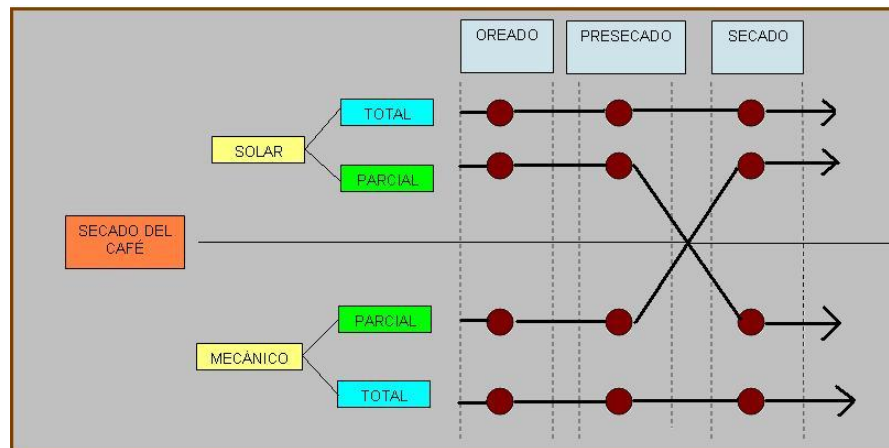 OREADO
PRESECADO
SECADO
TOTAL
SOLAR
PARCIAL
SECADO DEL
CAFÉ
PARCIAL
MECÁNICO
TOTAL